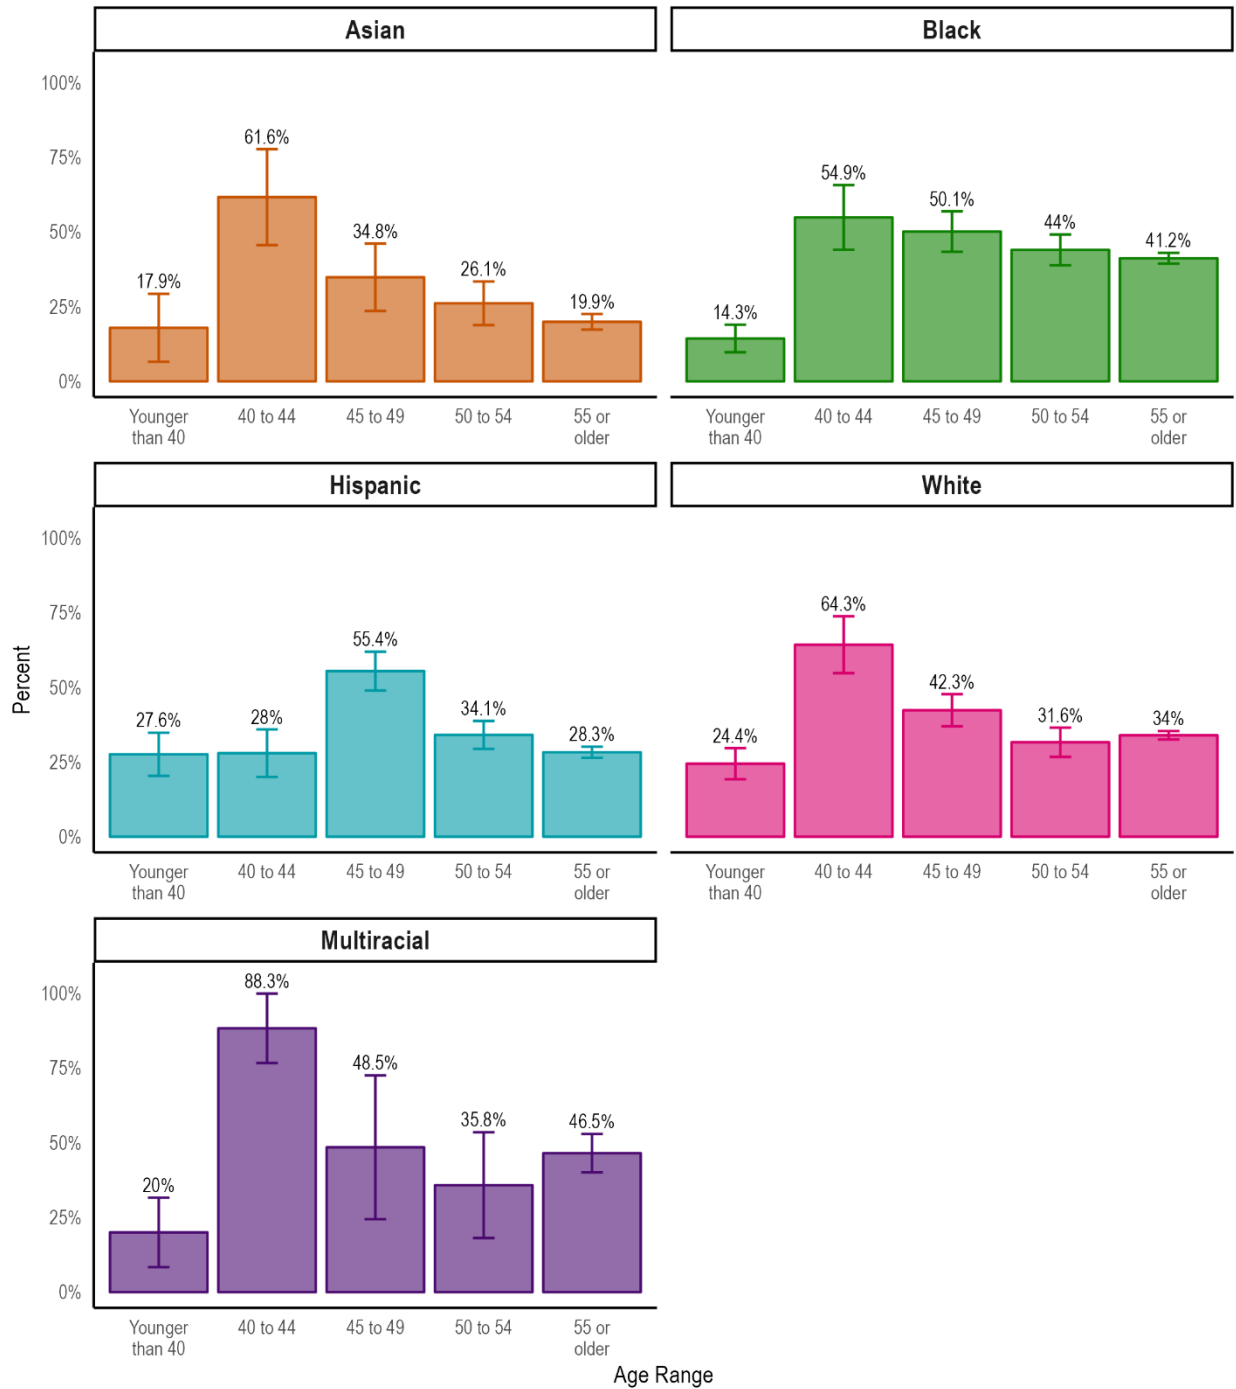 Asian
Black
100%
75%
50%
25%
0%
17.9%
61.6%
34.8%
26.1%
19.9%
14.3%
54.9%
50.1%
44%
41.2%
Younger
than 40
40 to 44
45 to 49
50 to 54
55 or
older
Younger
than 40
40 to 44
45 to 49
50 to 54
55 or
older
Hispanic
White
Percent
100%
75%
50%
25%
0%
27.6%
28%
55.4%
34.1%
28.3%
24.4%
64.3%
42.3%
31.6%
34%
Younger
than 40
40 to 44
45 to 49
50 to 54
55 or
older
Younger
than 40
40 to 44
45 to 49
50 to 54
55 or
older
Multiracial
100%
75%
50%
25%
0%
20%
88.3%
48.5%
35.8%
46.5%
Younger
than 40
40 to 44
45 to 49
50 to 54
55 or
older
Age Range